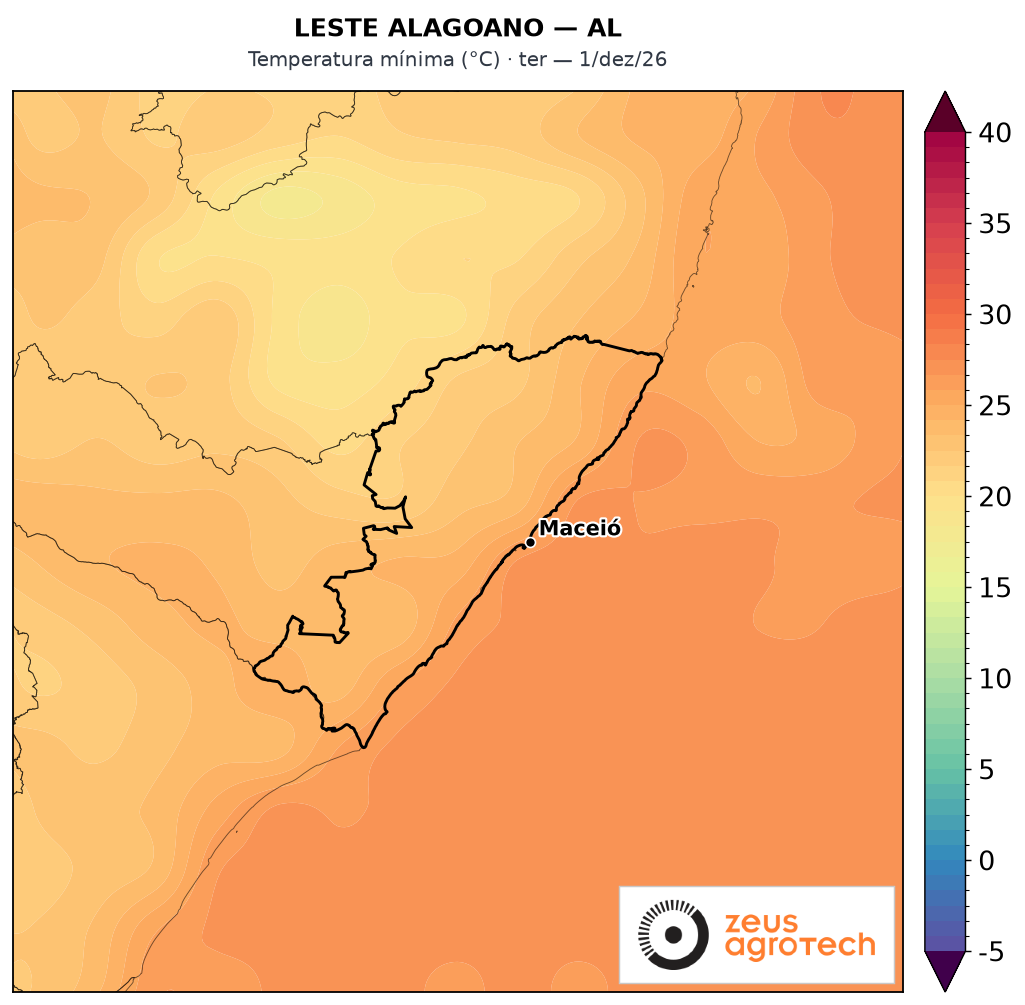 LESTE ALAGOANO — AL
Temperatura mínima (°C) · ter — 1/dez/26
40
35
30
25
20
15
10
5
0
-5
Maceió
zeus
agrotech